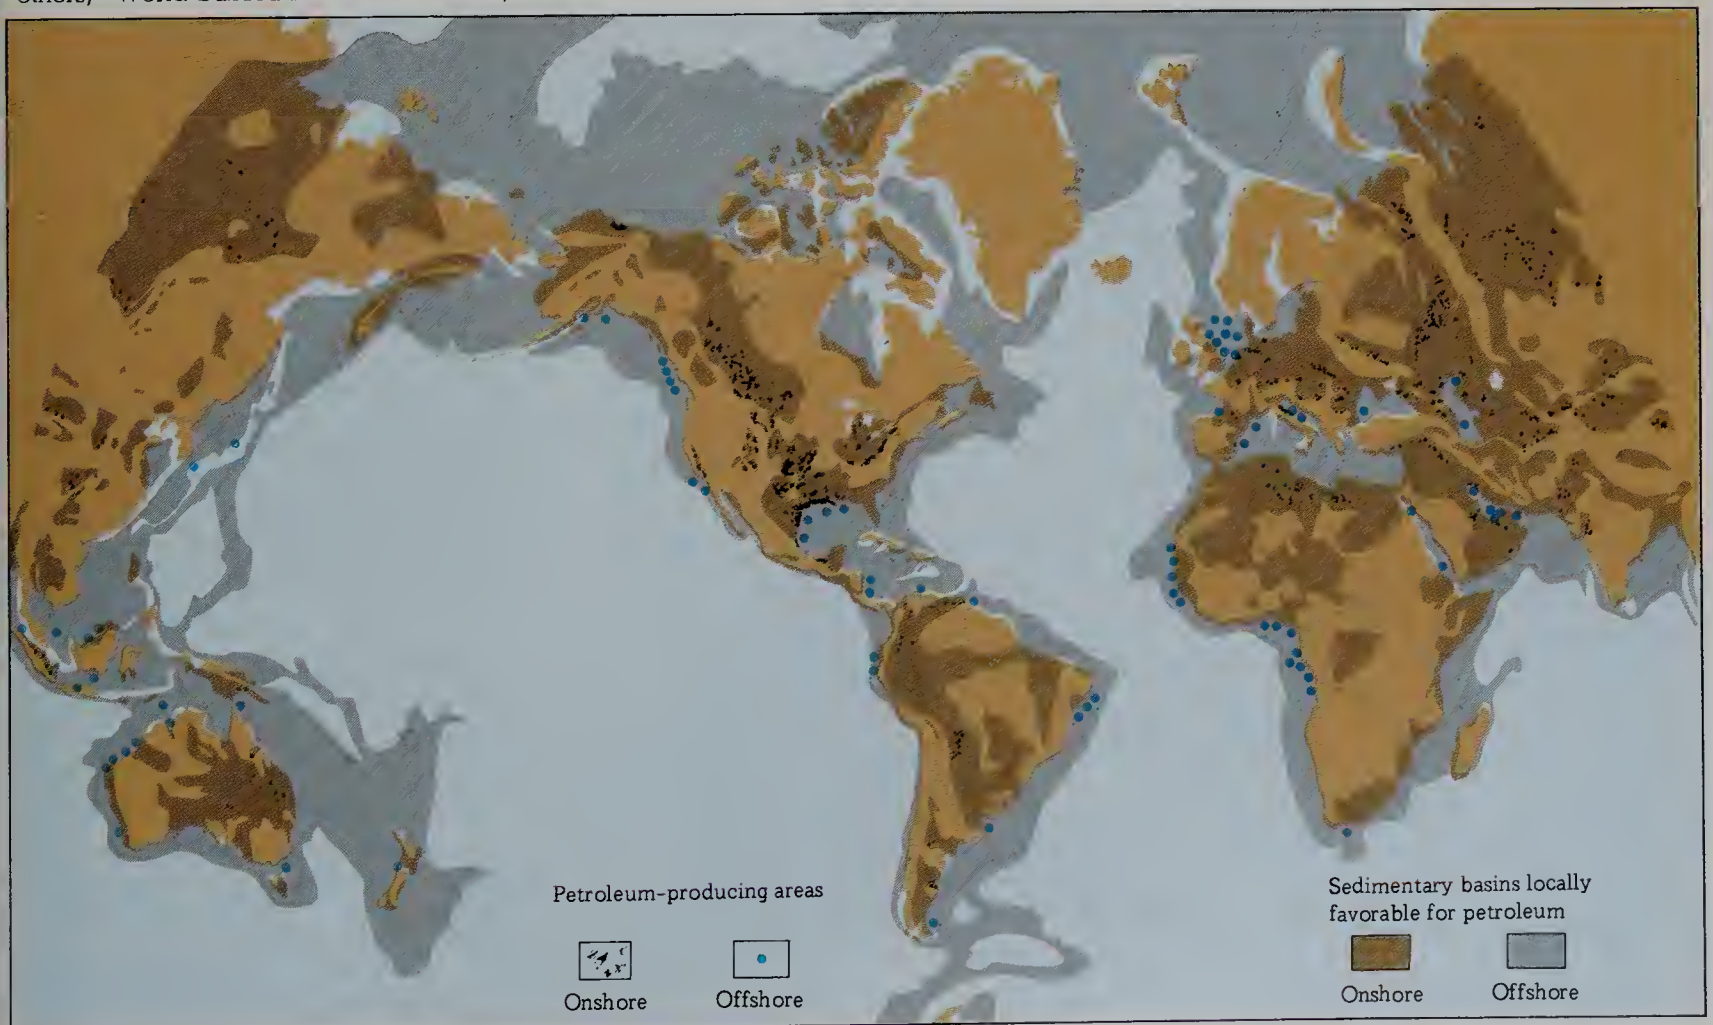 Petroleum-producing areas
Onshore
Offshore
Sedimentary basins locally
favorable for petroleum
Onshore
Offshore